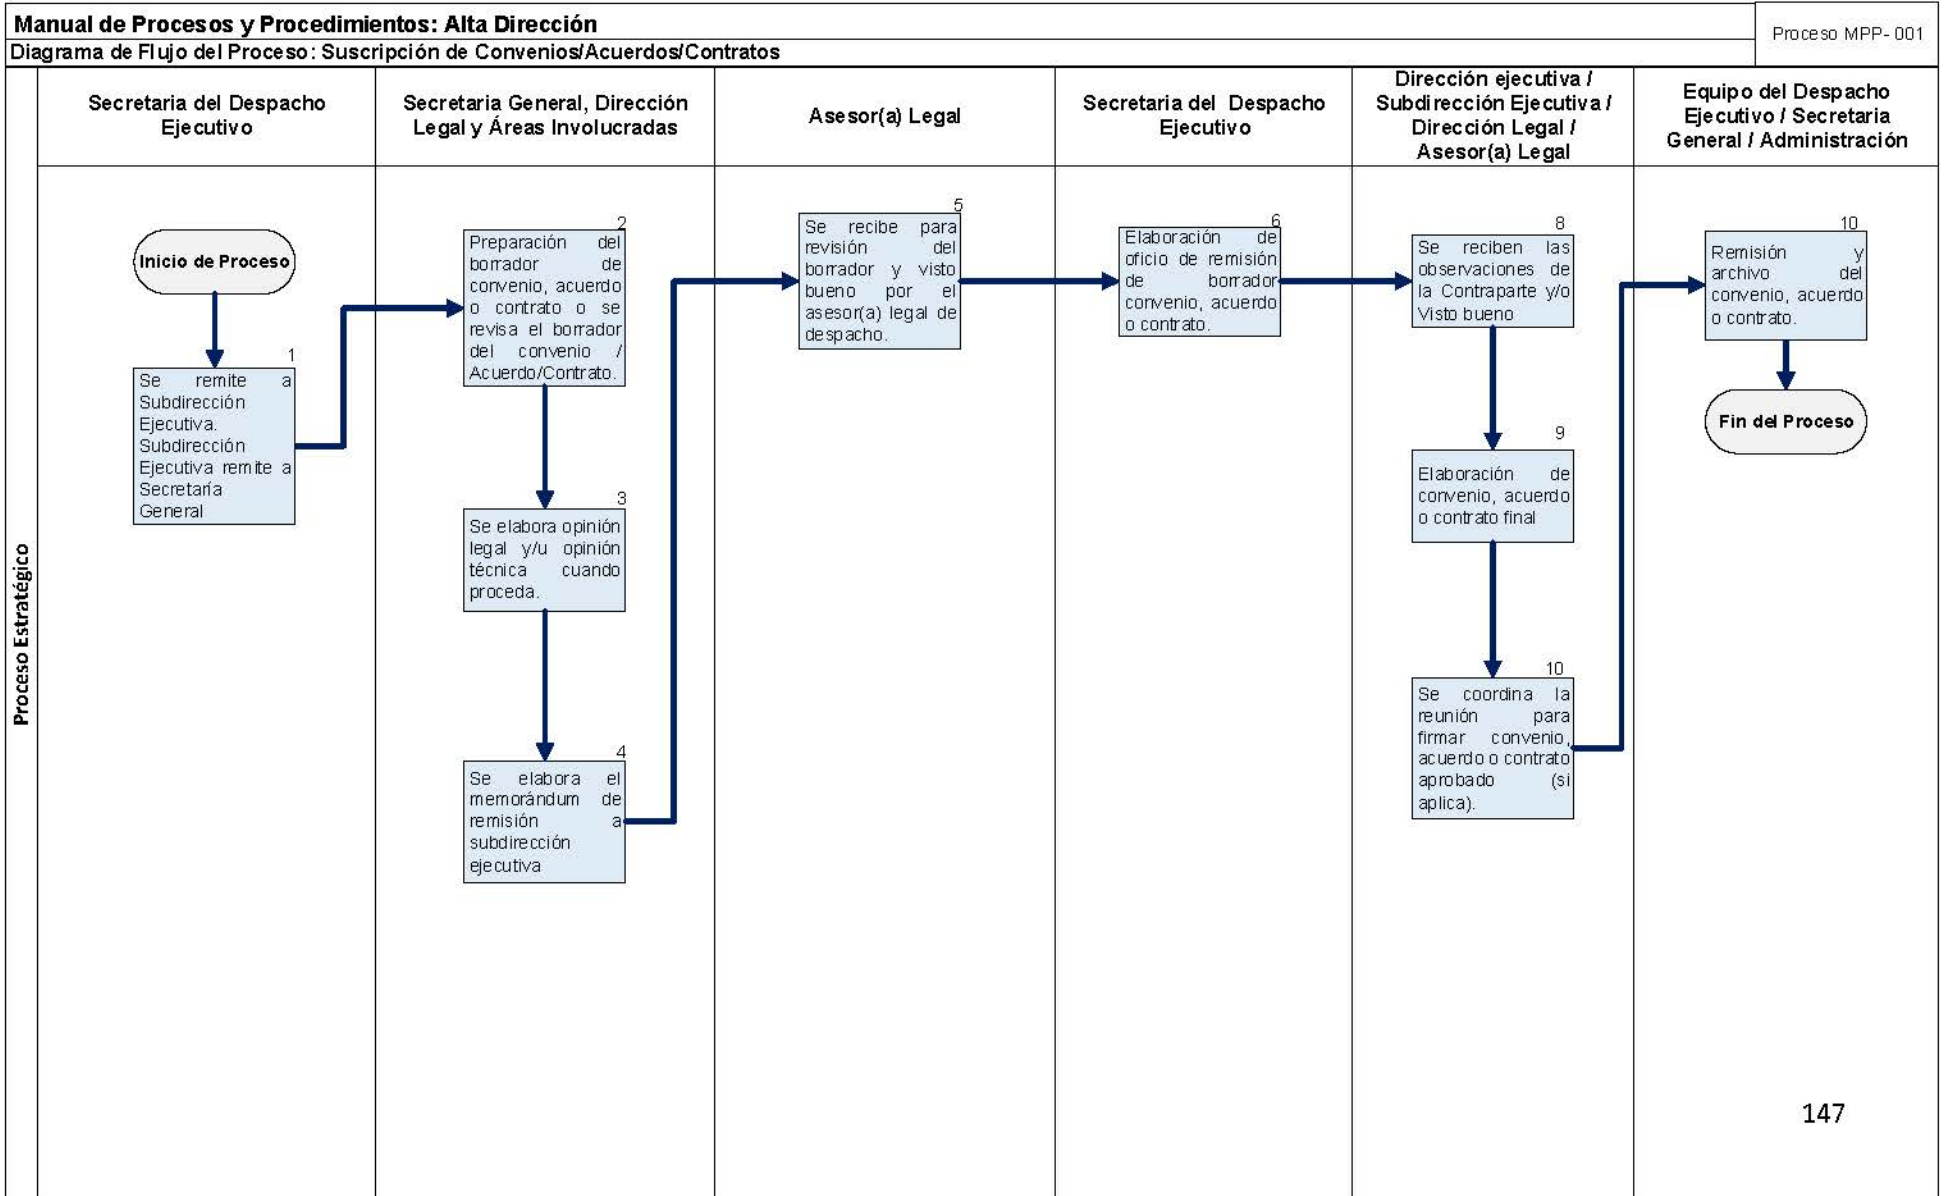 Manual de Procesos y Procedimientos: Alta Dirección
Proceso MPP- 001
Diagrama de Flujo del Proceso: Suscripción de Convenios/Acuerdos/Contratos
Proceso Estratégico
Secretaria del Despacho
Ejecutivo
Inicio de Proceso
1
Se remite a
Subdirección
Ejecutiva.
Subdirección
Ejecutiva remite a
Secretaría
General
Secretaria General, Dirección
Legal y Áreas Involucradas
2
Preparación del
borrador de
convenio, acuerdo
o contrato o se
revisa el borrador
del convenio /
Acuerdo/Contrato.
3
Se elabora opinión
legal y/u opinión
técnica cuando
proceda.
4
Se elabora el
memorándum de
remisión a
subdirección
ejecutiva
Asesor(a) Legal
5
Se recibe para
revisión del
borrador y visto
bueno por el
asesor(a) legal de
despacho.
Secretaria del Despacho
Ejecutivo
6
Elaboración de
oficio de remisión
de borrador
convenio, acuerdo
o contrato.
Dirección ejecutiva /
Subdirección Ejecutiva /
Dirección Legal /
Asesor(a) Legal
8
Se reciben las
observaciones de
la Contraparte y/o
Visto bueno
9
Elaboración de
convenio, acuerdo
o contrato final
10
Se coordina la
reunión para
firmar convenio,
acuerdo o contrato
aprobado (si
aplica).
Equipo del Despacho
Ejecutivo / Secretaria
General / Administración
10
Remisión y
archivo del
convenio, acuerdo
o contrato.
Fin del Proceso
147